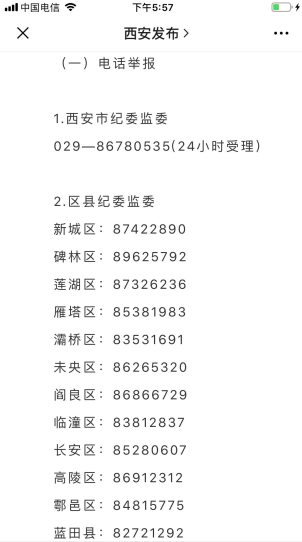 中国电信
下午5:57
西安发布
（一）电话举报
1.西安市纪委监委
029—86780535(24小时受理)
2.区县纪委监委
新城区：87422890
碑林区：89625792
莲湖区：87326236
雁塔区：85381983
灞桥区：83531691
未央区：86265320
阎良区：86866729
临潼区：83812837
长安区：85280607
高陵区：86912312
鄠邑区：84815775
蓝田县：82721292